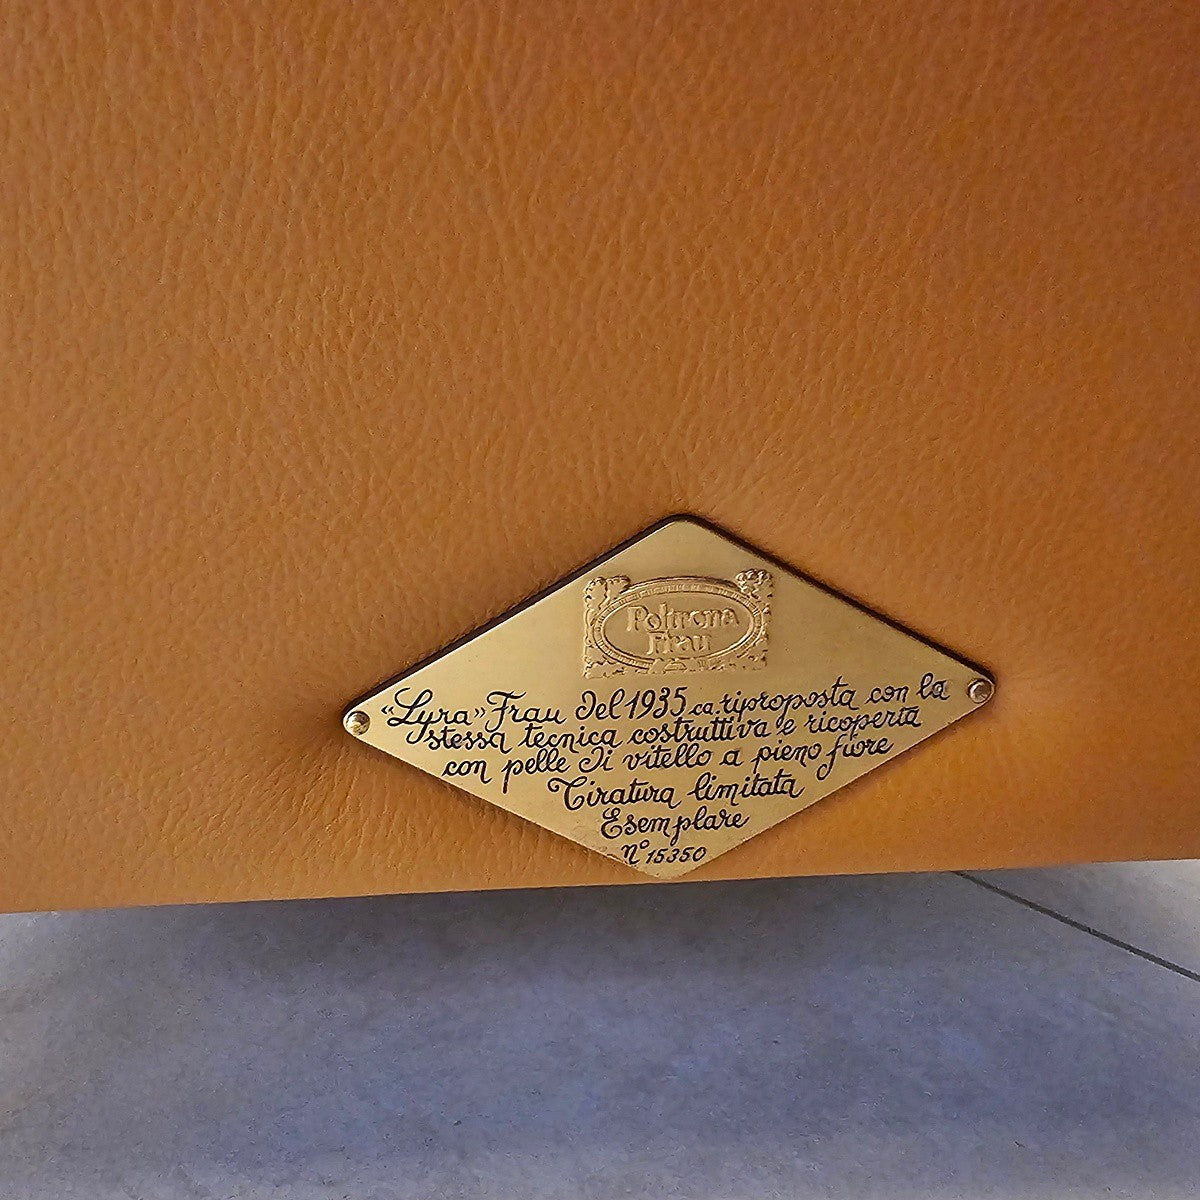 Poltrona
Frau
«Lyra» Frau del 1935 ca. riproposta con la
stessa tecnica costruttiva e ricoperta
con pelle di vitello a pieno fiore
Tiratura limitata
Esemplare
N° 15350